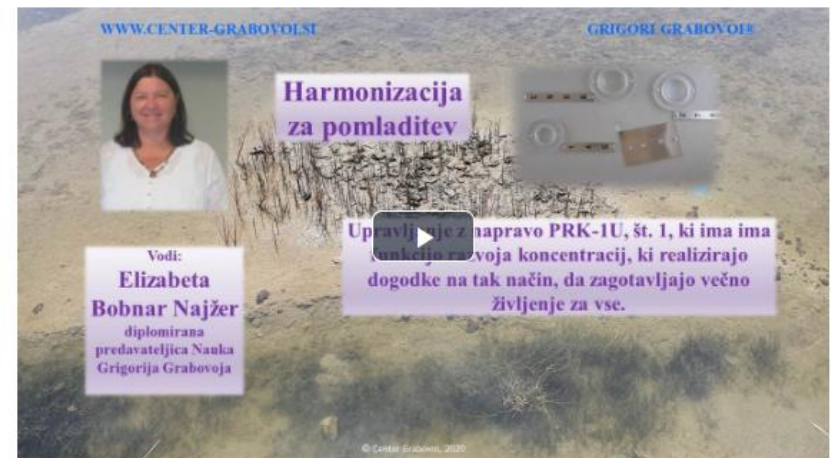 WWW.CENTER-GRABOVOI.SI
GRIGORI GRABOVOI®
Harmonizacija
za pomladitev
Vodi:
Elizabeta
Bobnar Najžer
diplomirana
predavateljica Nauka
Grigorija Grabovoja
Upravljanje z napravo PRK-1U, št. 1, ki ima ima
funkcijo razvoja koncentracij, ki realizirajo
dogodke na tak način, da zagotavljajo večno
življenje za vse.
© Center Grabovoi, 2020